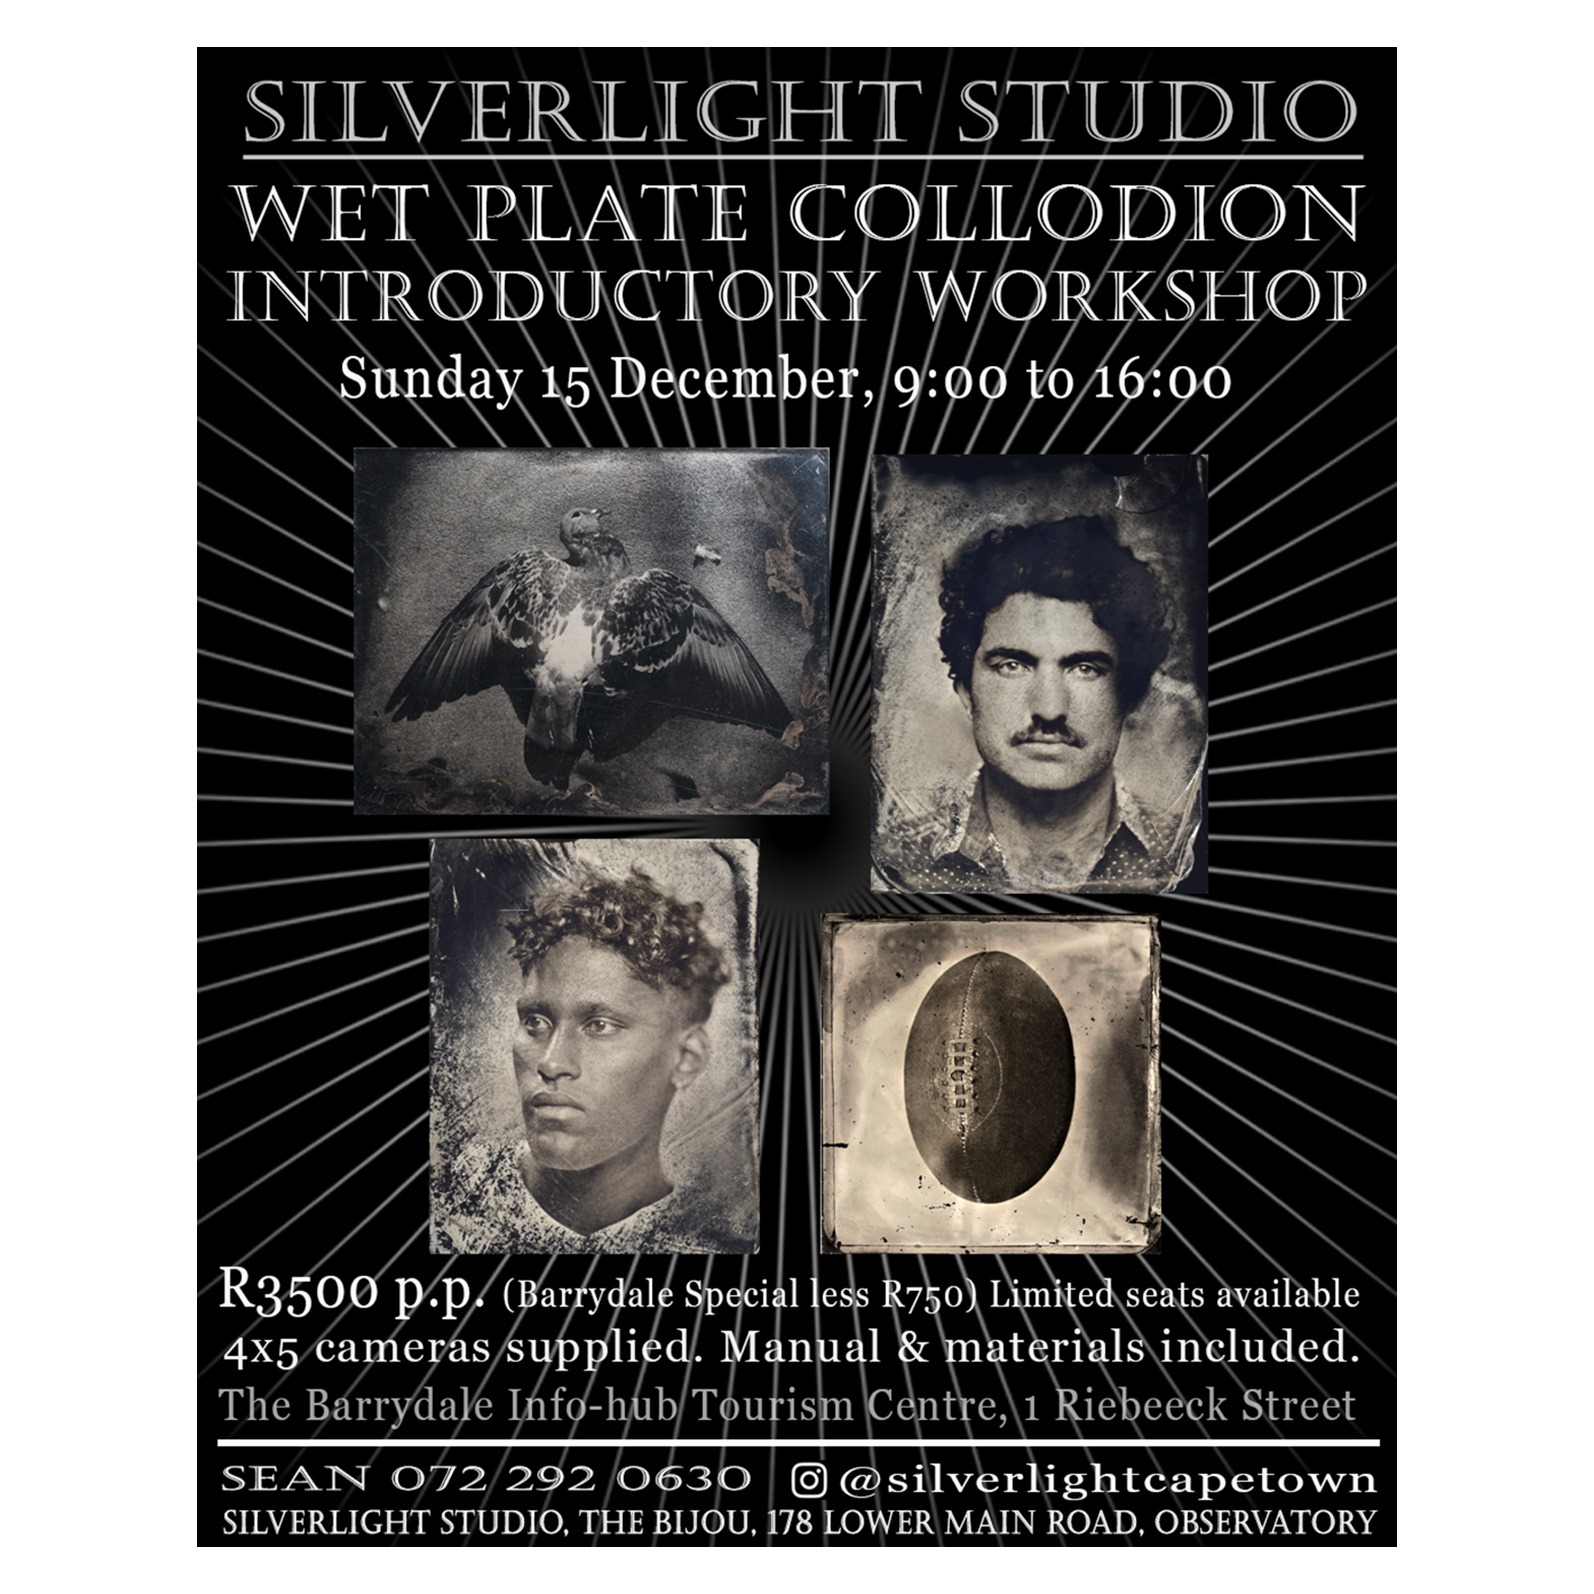 SILVERLIGHT STUDIO
WET PLATE COLLODION
INTRODUCTORY WORKSHOP
Sunday 15 December, 9:00 to 16:00
R3500 p.p. (Barrydale Special less R750) Limited seats available
4x5 cameras supplied. Manual & materials included.
The Barrydale Info-hub Tourism Centre, 1 Riebeeck Street
SEAN 072 292 0630 @silverlightcapetown
SILVERLIGHT STUDIO, THE BIJOU, 178 LOWER MAIN ROAD, OBSERVATORY